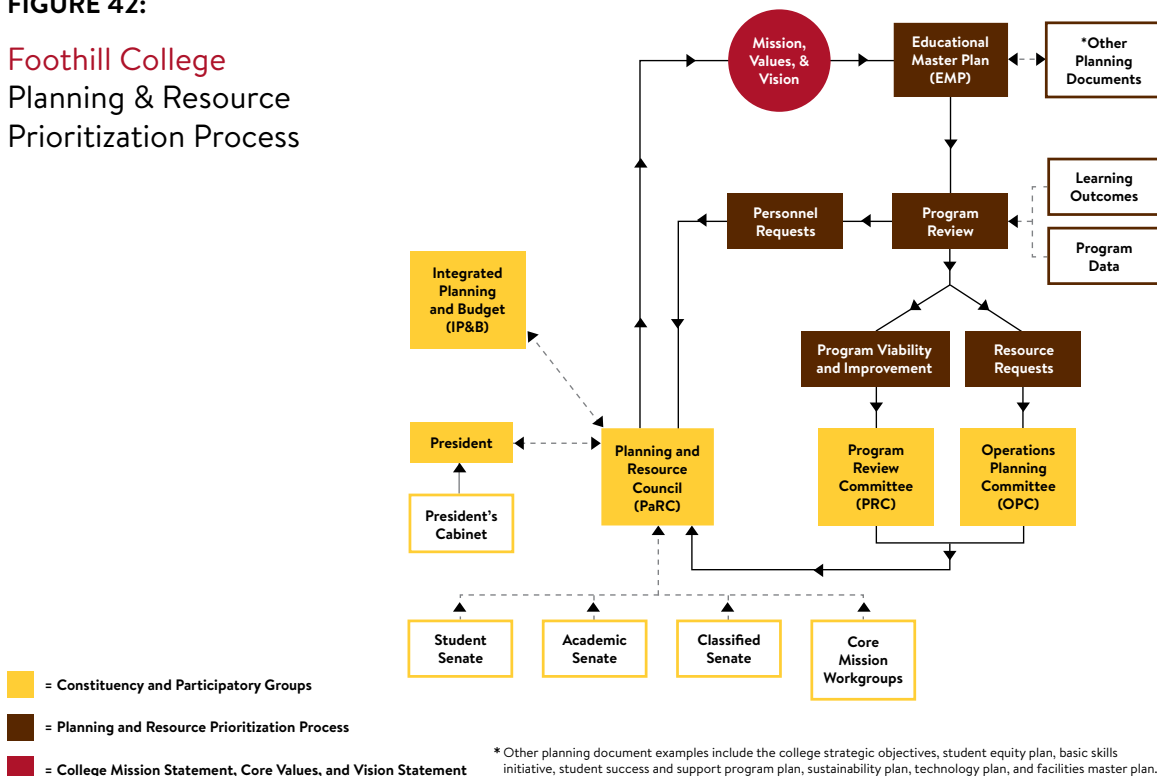 FIGURE 42:
Foothill College
Planning & Resource
Prioritization Process
Mission,
Values, &
Vision
Educational
Master Plan
(EMP)
*Other
Planning
Documents
Learning
Outcomes
Program
Data
Personnel
Requests
Program
Review
Integrated
Planning
and Budget
(IP&B)
Program Viability
and Improvement
Resource
Requests
President
President's
Cabinet
Planning and
Resource
Council
(PaRC)
Program
Review
Committee
(PRC)
Operations
Planning
Committee
(OPC)
Student
Senate
Academic
Senate
Classified
Senate
Core
Mission
Workgroups
= Constituency and Participatory Groups
= Planning and Resource Prioritization Process
= College Mission Statement, Core Values, and Vision Statement
* Other planning document examples include the college strategic objectives, student equity plan, basic skills
initiative, student success and support program plan, sustainability plan, technology plan, and facilities master plan.